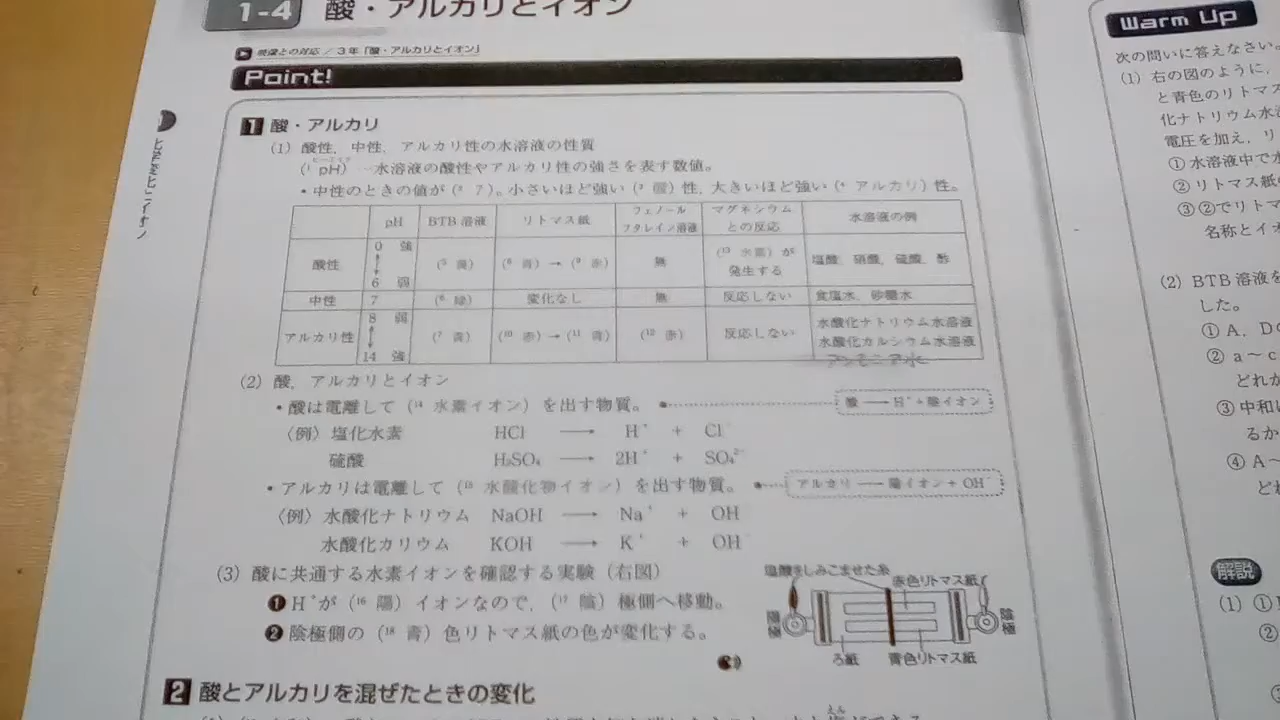 1-4 酸・アルカリとイオン
映像との対応 / 3年「酸・アルカリとイオン」
Point!
1 酸・アルカリ
(1) 酸性、中性、アルカリ性の水溶液の性質
(¹ pH) …水溶液の酸性やアルカリ性の強さを表す数値。
・中性のときの値が (² 7)。小さいほど強い (³ 酸) 性、大きいほど強い (⁴ アルカリ) 性。
pH BTB 溶液 リトマス紙 フェノールフタレイン溶液 マグネシウムとの反応 水溶液の例
酸性 0 強 6 弱 (⁵ 黄) (⁸ 青) → (⁹ 赤) 無 (¹³ 水素) が発生する 塩酸、硝酸、硫酸、酢
中性 7 (⁶ 緑) 変化なし 無 反応しない 食塩水、砂糖水
アルカリ性 8 弱 14 強 (⁷ 青) (¹⁰ 赤) → (¹¹ 青) (¹² 赤) 反応しない 水酸化ナトリウム水溶液
水酸化カルシウム水溶液
アンモニア水
(2) 酸、アルカリとイオン
・酸は電離して (¹⁴ 水素イオン) を出す物質。 酸 → H⁺ + 陰イオン
(例) 塩化水素 HCl → H⁺ + Cl⁻
硫酸 H₂SO₄ → 2H⁺ + SO₄²⁻
・アルカリは電離して (¹⁵ 水酸化物イオン) を出す物質。 アルカリ → 陽イオン + OH⁻
(例) 水酸化ナトリウム NaOH → Na⁺ + OH⁻
水酸化カリウム KOH → K⁺ + OH⁻
(3) 酸に共通する水素イオンを確認する実験 (右図)
❶ H⁺が (¹⁶ 陽) イオンなので、(¹⁷ 陰) 極側へ移動。
❷ 陰極側の (¹⁸ 青) 色リトマス紙の色が変化する。
塩酸をしみこませた糸
赤色リトマス紙
陽極
陰極
ろ紙
青色リトマス紙
2 酸とアルカリを混ぜたときの変化
Warm Up
次の問いに答えなさい。
(1) 右の図のように、
と青色のリトマス
化ナトリウム水
電圧を加え、リ
① 水溶液中で
② リトマス紙
③ ②でリトマ
名称とイオ
(2) BTB 溶液を
した。
① A、
② a～c
どれか
③ 中和
るか
④ A～
どれ
解説
(1) ①
②